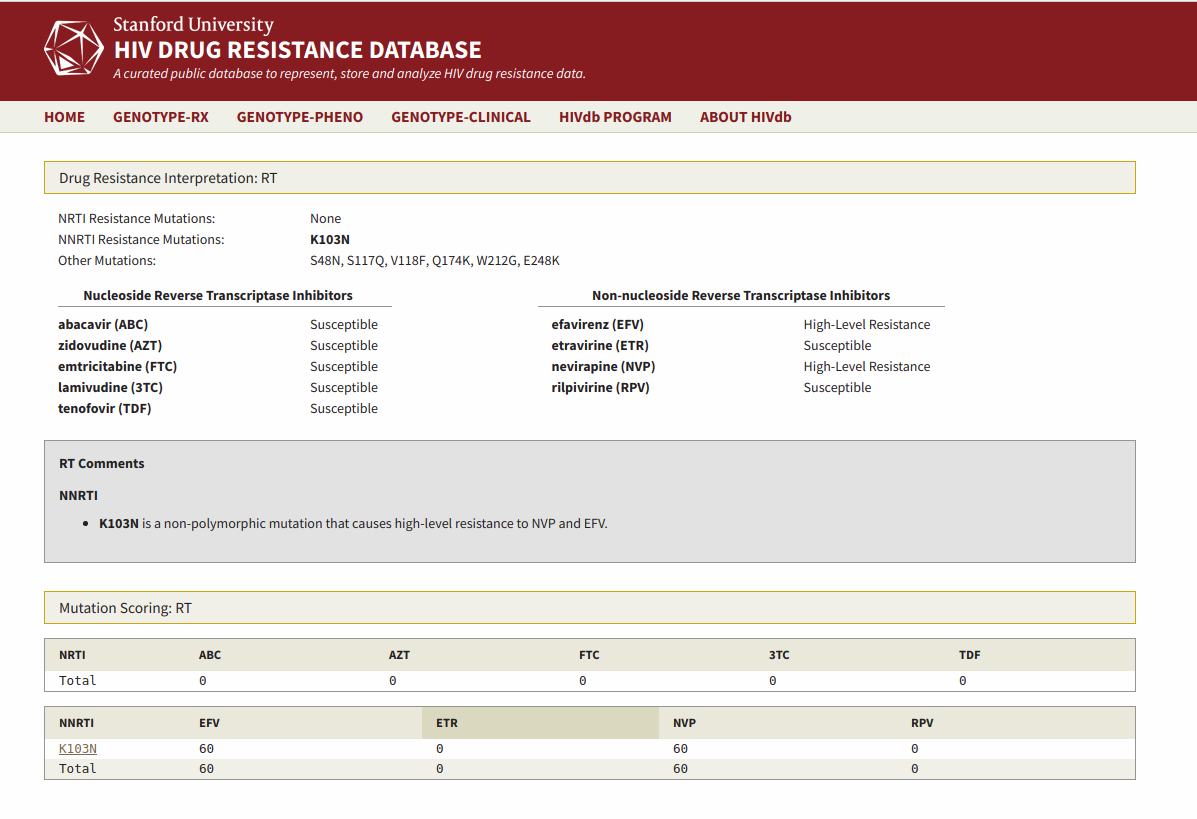 Stanford University
HIV DRUG RESISTANCE DATABASE
A curated public database to represent, store and analyze HIV drug resistance data.
HOME GENOTYPE-RX GENOTYPE-PHENO GENOTYPE-CLINICAL HIVdb PROGRAM ABOUT HIVdb
Drug Resistance Interpretation: RT
NRTI Resistance Mutations: None
NNRTI Resistance Mutations: K103N
Other Mutations: S48N, S117Q, V118F, Q174K, W212G, E248K
Nucleoside Reverse Transcriptase Inhibitors Non-nucleoside Reverse Transcriptase Inhibitors
abacavir (ABC) Susceptible efavirenz (EFV) High-Level Resistance
zidovudine (AZT) Susceptible etravirine (ETR) Susceptible
emtricitabine (FTC) Susceptible nevirapine (NVP) High-Level Resistance
lamivudine (3TC) Susceptible rilpivirine (RPV) Susceptible
tenofovir (TDF) Susceptible
RT Comments
NNRTI
• K103N is a non-polymorphic mutation that causes high-level resistance to NVP and EFV.
Mutation Scoring: RT
NRTI ABC AZT FTC 3TC TDF
Total 0 0 0 0 0
NNRTI EFV ETR NVP RPV
K103N 60 0 60 0
Total 60 0 60 0